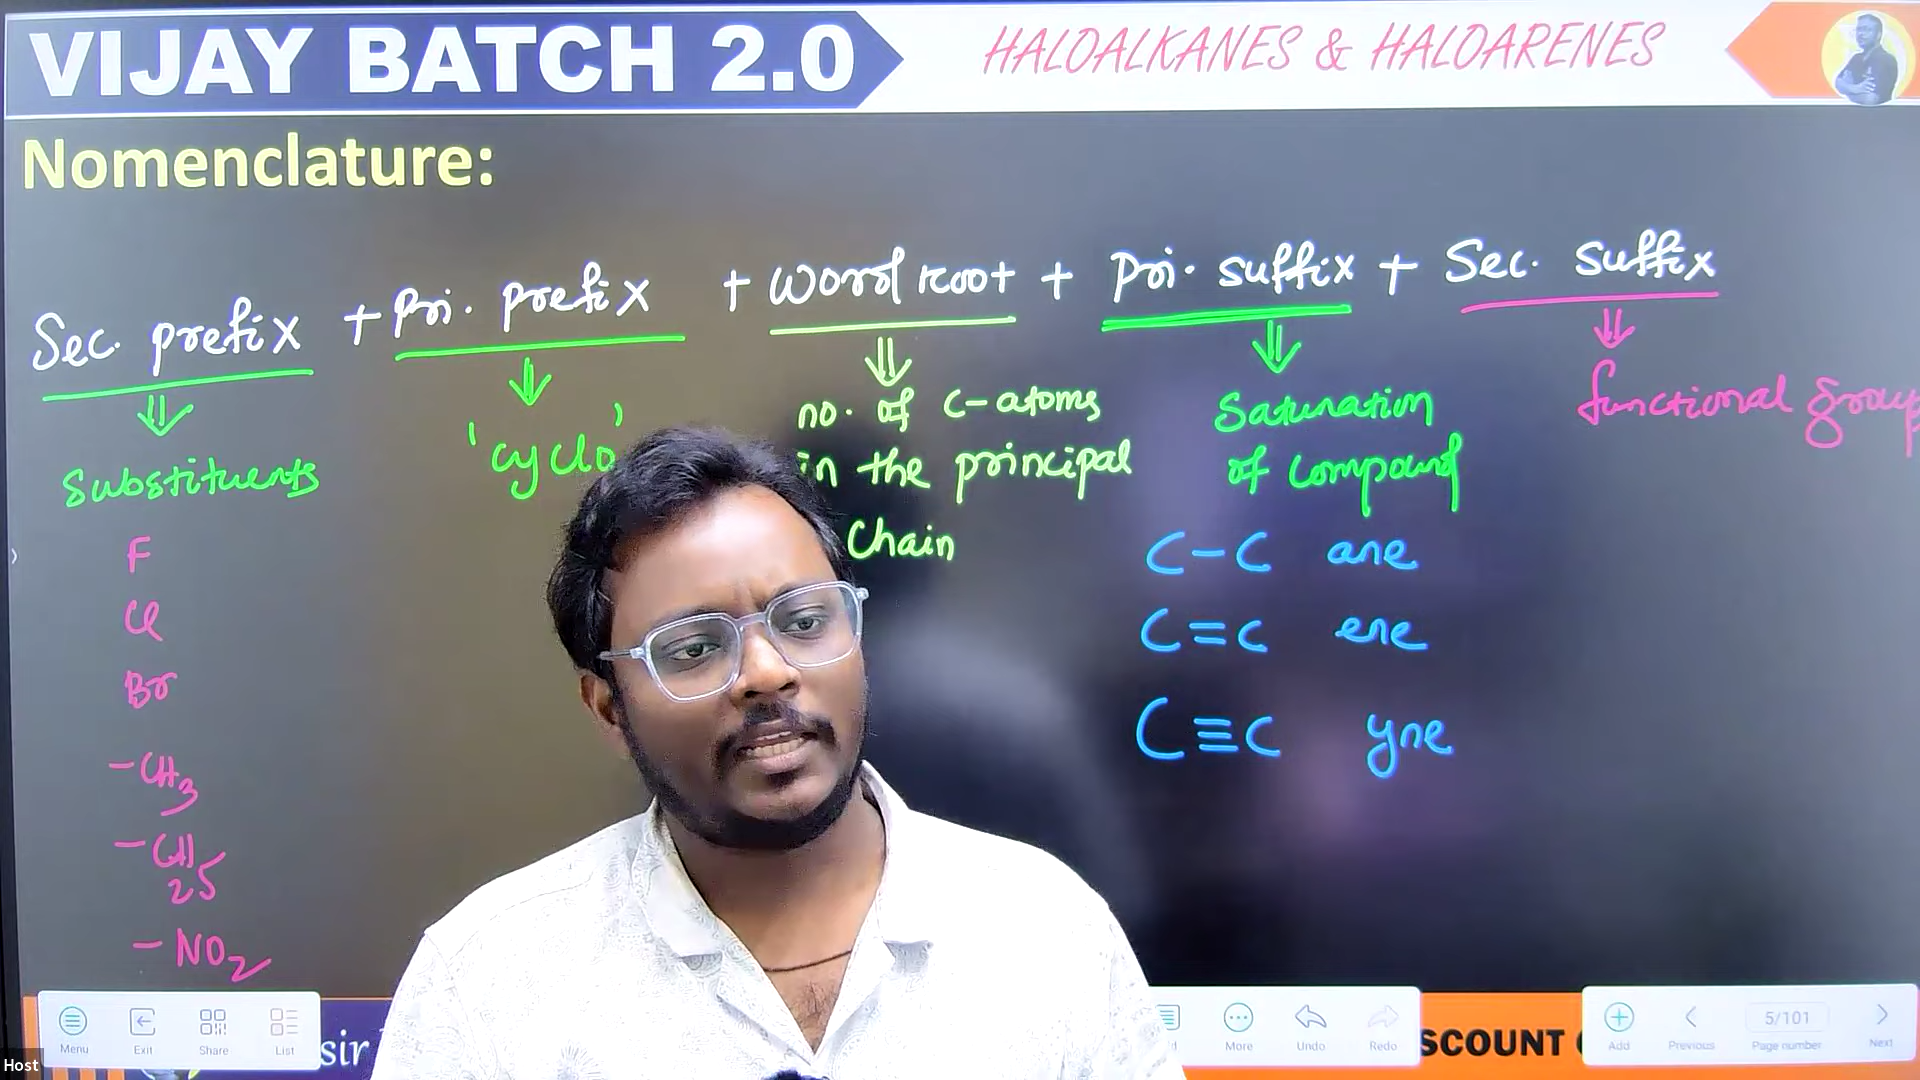 VIJAY BATCH 2.0
HALOALKANES & HALOARENES
Nomenclature:
Sec. prefix + Pri. prefix + Word root + Pri. suffix + Sec. suffix
Substituents
'cyclo'
no. of C-atoms
in the principal
Chain
Saturation
of compound
functional group
F
Cl
Br
-CH3
-C2H5
-NO2
C-C ane
C=C ene
C≡C yne
Menu
Exit
Share
List
sir
More
Undo
Redo
SCOUNT
Add
Previous
5/101
Page number
Next
Host